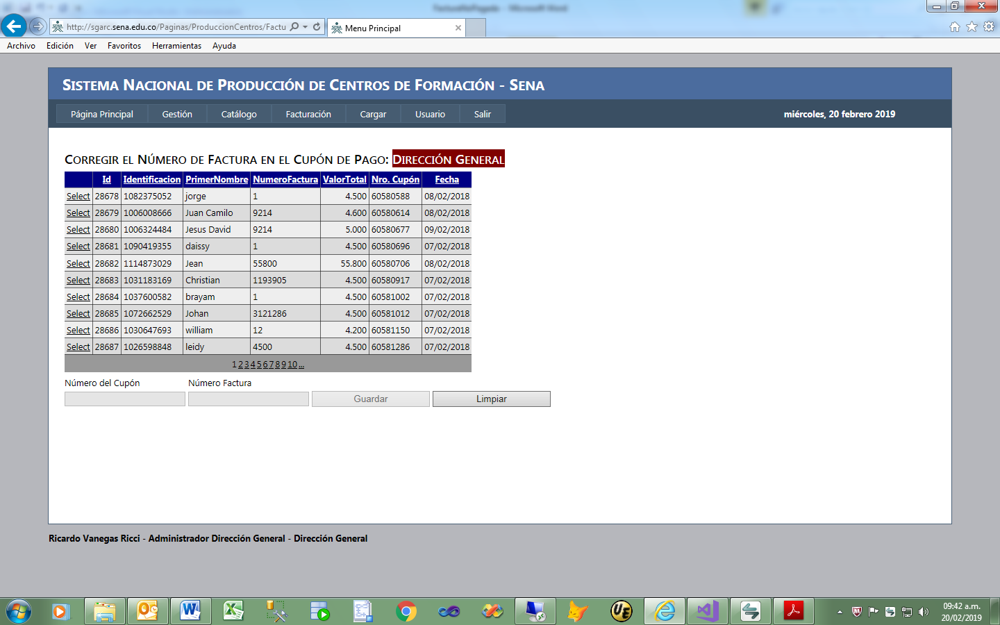 http://sgarc.sena.edu.co/Paginas/ProduccionCentros/Factu
Menu Principal
Archivo Edición Ver Favoritos Herramientas Ayuda
Sistema Nacional de Producción de Centros de Formación - Sena
Página Principal Gestión Catálogo Facturación Cargar Usuario Salir miércoles, 20 febrero 2019
Corregir el Número de Factura en el Cupón de Pago: Dirección General
Id Identificacion PrimerNombre NumeroFactura ValorTotal Nro. Cupón Fecha
Select 28678 1082375052 jorge 1 4.500 60580588 08/02/2018
Select 28679 1006008666 Juan Camilo 9214 4.600 60580614 08/02/2018
Select 28680 1006324484 Jesus David 9214 5.000 60580677 09/02/2018
Select 28681 1090419355 daissy 1 4.500 60580696 07/02/2018
Select 28682 1114873029 Jean 55800 55.800 60580706 08/02/2018
Select 28683 1031183169 Christian 1193905 4.500 60580917 07/02/2018
Select 28684 1037600582 brayam 1 4.500 60581002 07/02/2018
Select 28685 1072662529 Johan 3121286 4.500 60581012 07/02/2018
Select 28686 1030647693 william 12 4.200 60581150 07/02/2018
Select 28687 1026598848 leidy 4500 4.500 60581286 07/02/2018
1 2 3 4 5 6 7 8 9 10 ...
Número del Cupón Número Factura
Guardar Limpiar
Ricardo Vanegas Ricci - Administrador Dirección General - Dirección General
09:42 a.m.
20/02/2019